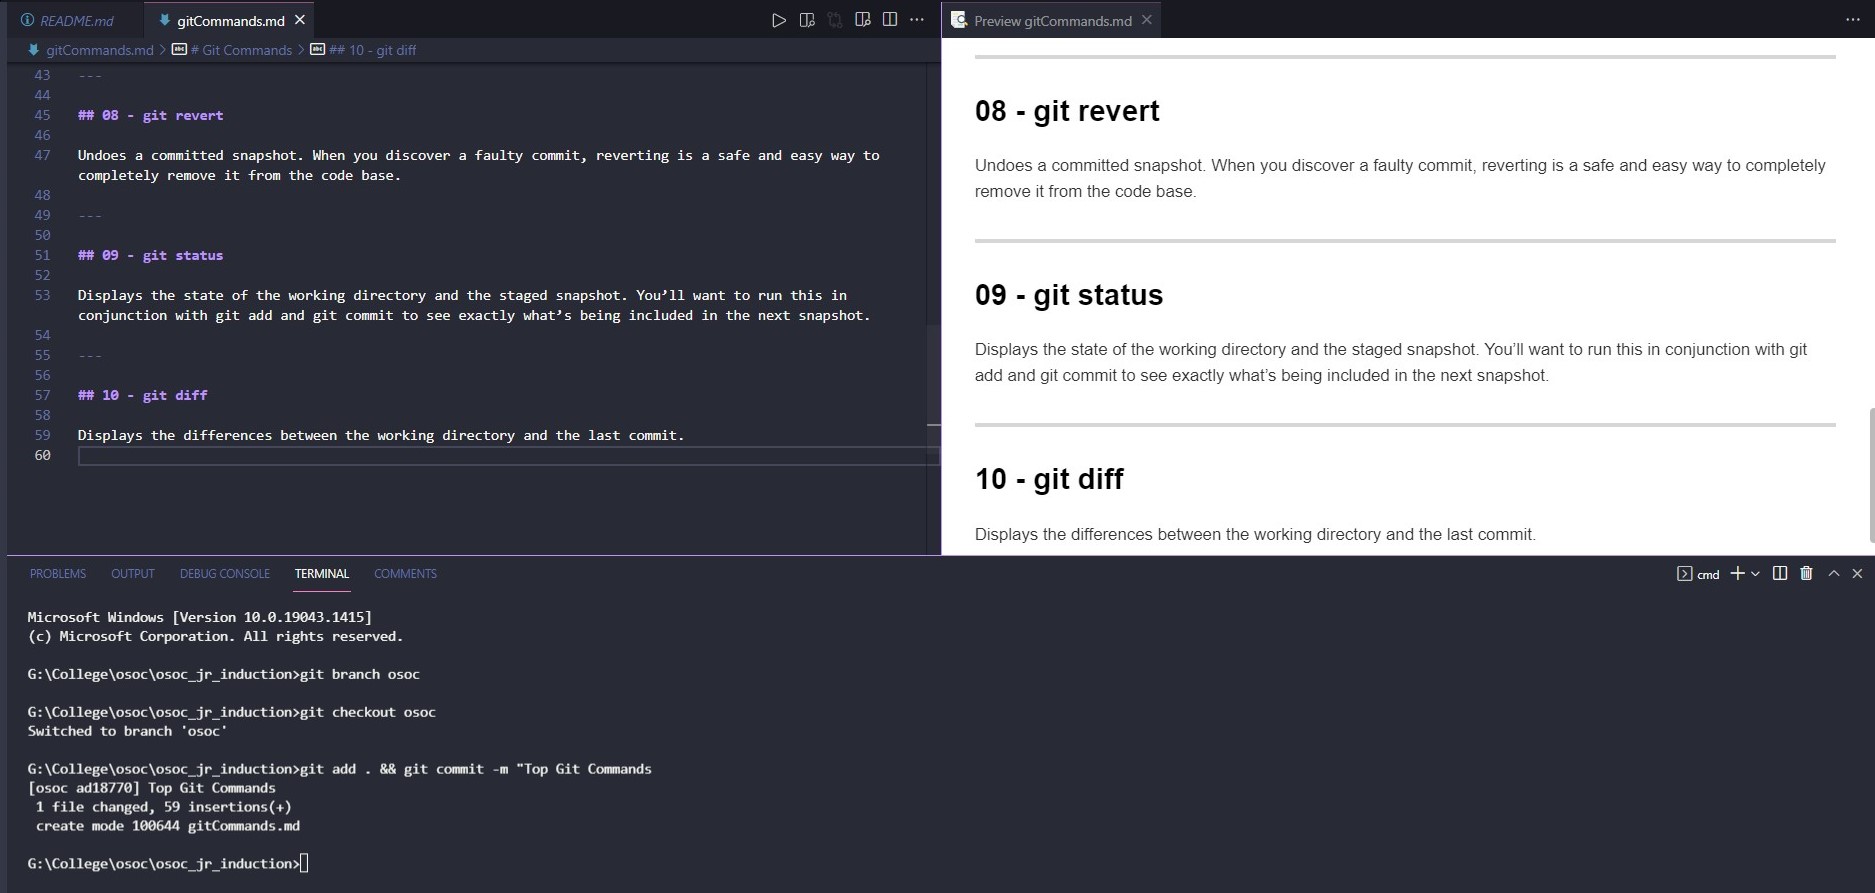 README.md
gitCommands.md
gitCommands.md > # Git Commands > ## 10 - git diff
43 ---
44
45 ## 08 - git revert
46
47 Undoes a committed snapshot. When you discover a faulty commit, reverting is a safe and easy way to
completely remove it from the code base.
48
49 ---
50
51 ## 09 - git status
52
53 Displays the state of the working directory and the staged snapshot. You’ll want to run this in
conjunction with git add and git commit to see exactly what’s being included in the next snapshot.
54
55 ---
56
57 ## 10 - git diff
58
59 Displays the differences between the working directory and the last commit.
60
Preview gitCommands.md
08 - git revert
Undoes a committed snapshot. When you discover a faulty commit, reverting is a safe and easy way to completely
remove it from the code base.
09 - git status
Displays the state of the working directory and the staged snapshot. You’ll want to run this in conjunction with git
add and git commit to see exactly what’s being included in the next snapshot.
10 - git diff
Displays the differences between the working directory and the last commit.
PROBLEMS OUTPUT DEBUG CONSOLE TERMINAL COMMENTS
cmd
Microsoft Windows [Version 10.0.19043.1415]
(c) Microsoft Corporation. All rights reserved.
G:\College\osoc\osoc_jr_induction>git branch osoc
G:\College\osoc\osoc_jr_induction>git checkout osoc
Switched to branch 'osoc'
G:\College\osoc\osoc_jr_induction>git add . && git commit -m "Top Git Commands
[osoc ad18770] Top Git Commands
1 file changed, 59 insertions(+)
create mode 100644 gitCommands.md
G:\College\osoc\osoc_jr_induction>